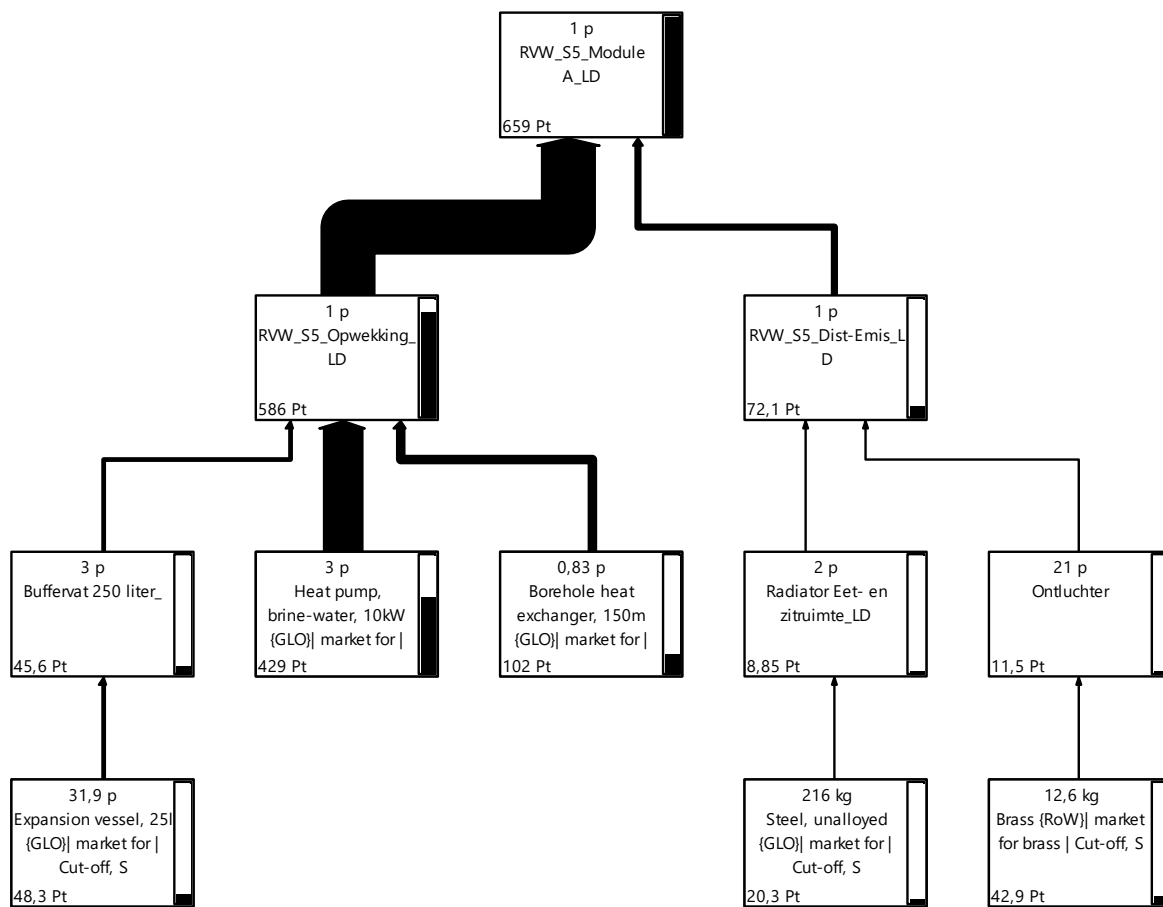 1 p
RVW_S5_Module
A_LD
659 Pt
1 p
RVW_S5_Opwekking_
LD
586 Pt
1 p
RVW_S5_Dist-Emis_L
D
72,1 Pt
3 p
Buffervat 250 liter_
45,6 Pt
3 p
Heat pump,
brine-water, 10kW
{GLO}| market for |
429 Pt
0,83 p
Borehole heat
exchanger, 150m
{GLO}| market for |
102 Pt
2 p
Radiator Eet- en
zitruimte_LD
8,85 Pt
21 p
Ontluchter
11,5 Pt
31,9 p
Expansion vessel, 25l
{GLO}| market for |
Cut-off, S
48,3 Pt
216 kg
Steel, unalloyed
{GLO}| market for |
Cut-off, S
20,3 Pt
12,6 kg
Brass {RoW}| market
for brass | Cut-off, S
42,9 Pt